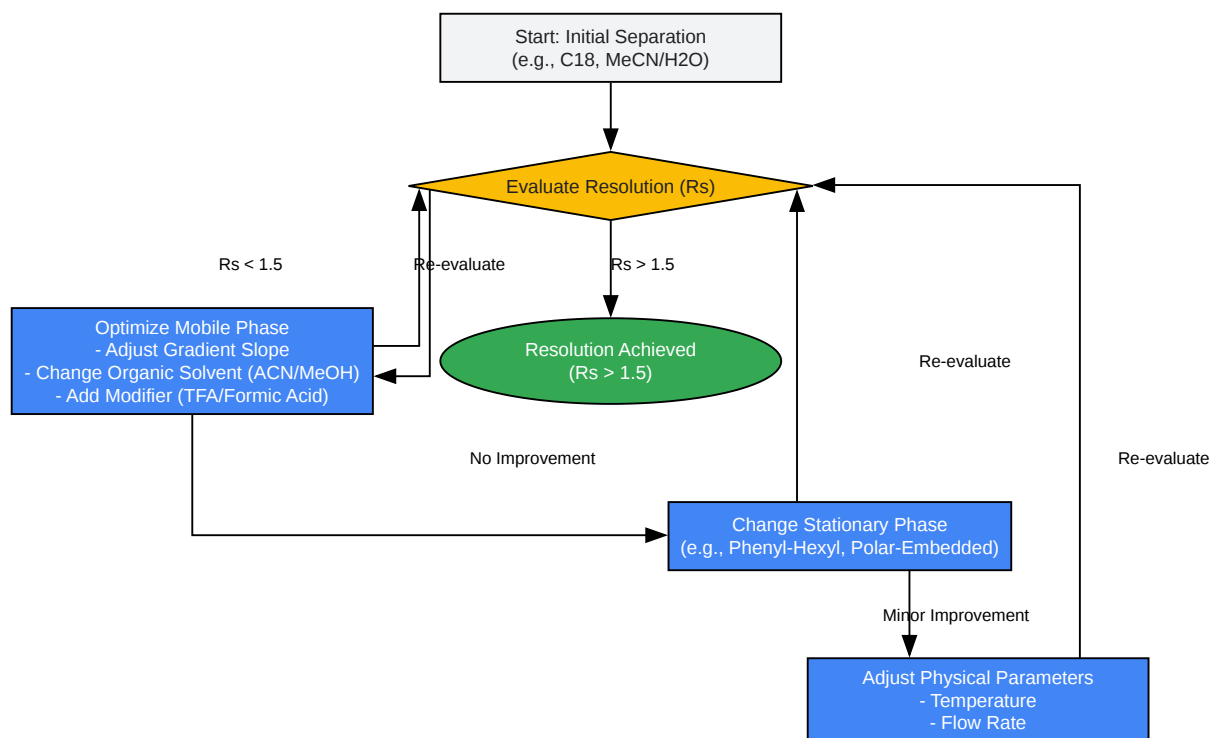 Start: Initial Separation
(e.g., C18, MeCN/H2O)
Evaluate Resolution (Rs)
Rs < 1.5
Re-evaluate
Rs > 1.5
Optimize Mobile Phase
- Adjust Gradient Slope
- Change Organic Solvent (ACN/MeOH)
- Add Modifier (TFA/Formic Acid)
Resolution Achieved
(Rs > 1.5)
Re-evaluate
No Improvement
Re-evaluate
Change Stationary Phase
(e.g., Phenyl-Hexyl, Polar-Embedded)
Minor Improvement
Adjust Physical Parameters
- Temperature
- Flow Rate